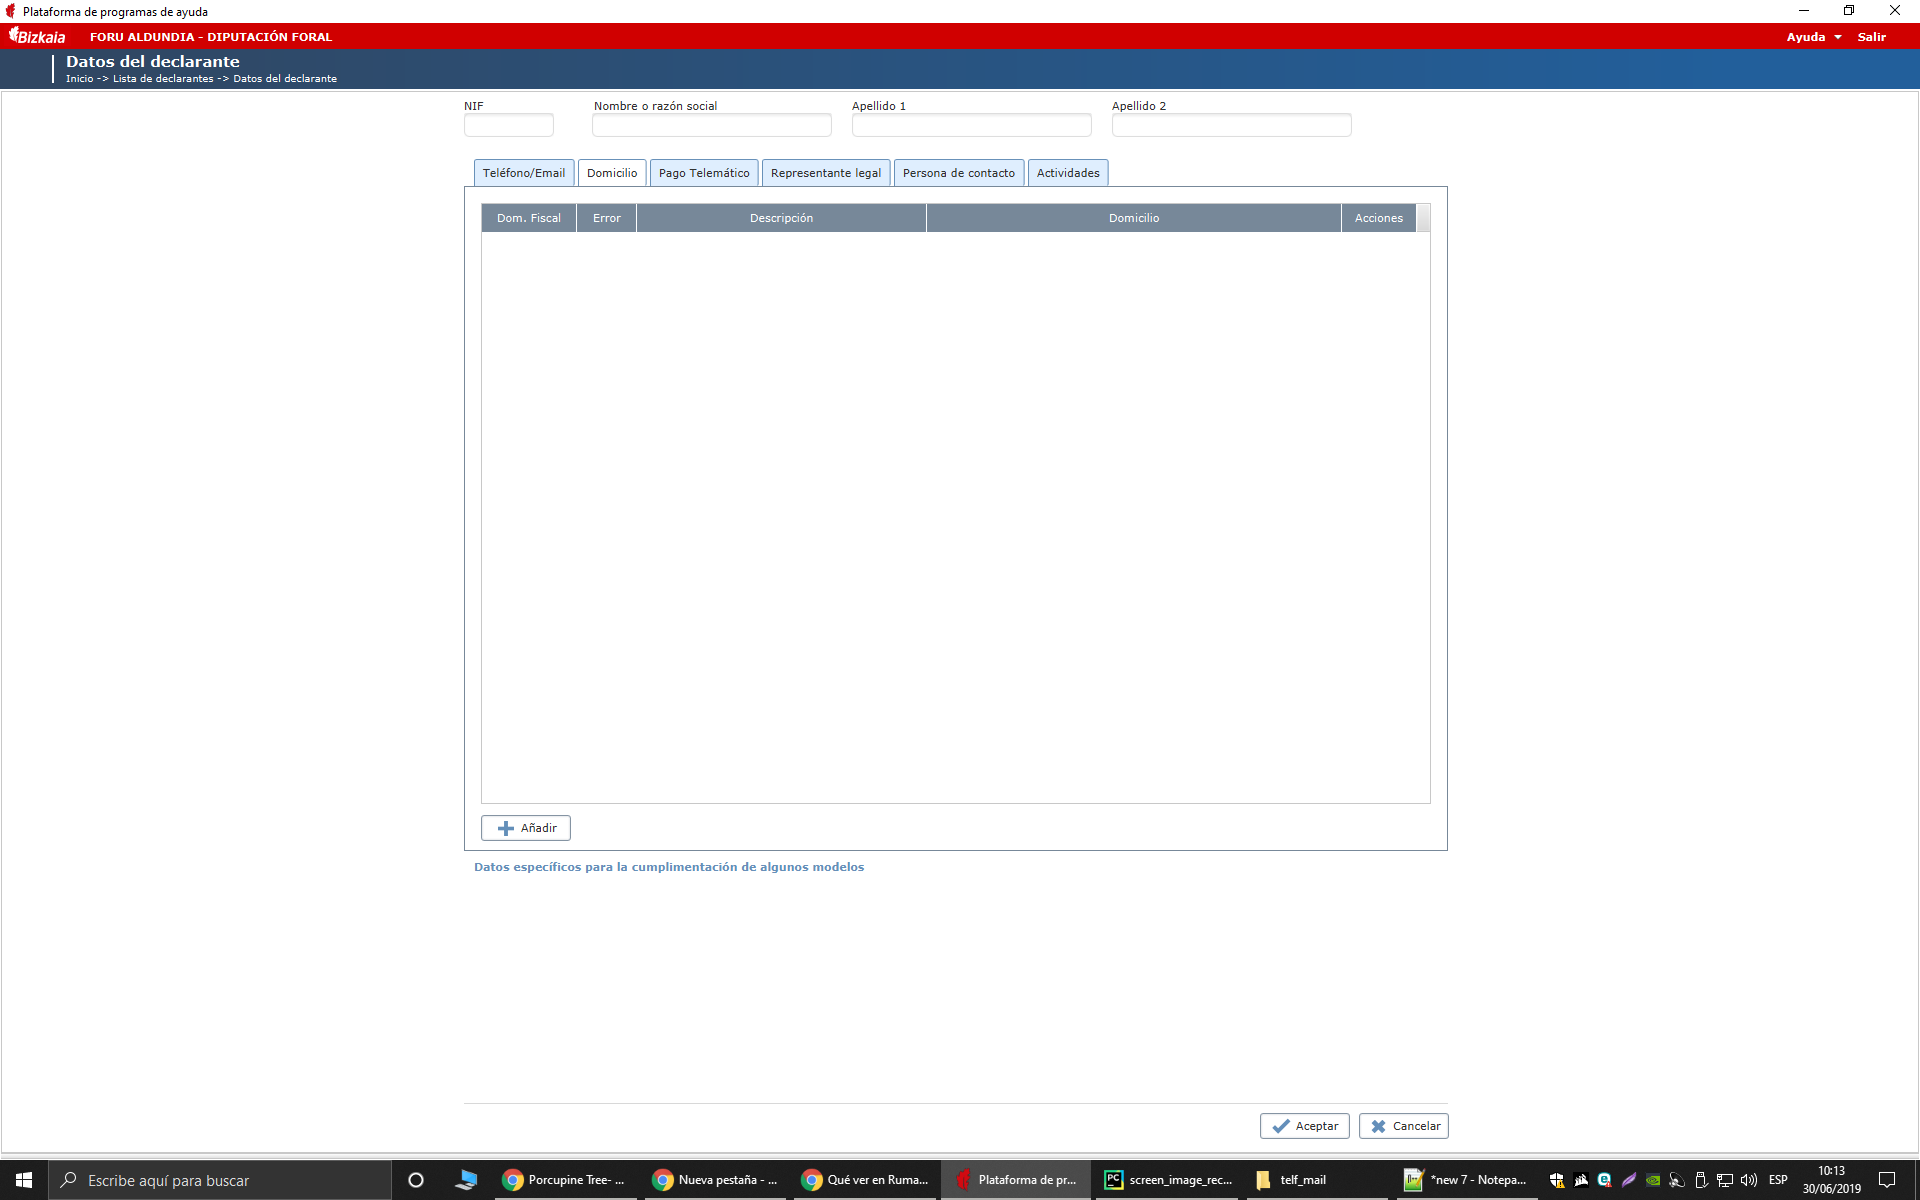 Plataforma de programas de ayuda
Bizkaia FORU ALDUNDIA - DIPUTACIÓN FORAL Ayuda Salir
Datos del declarante
Inicio -> Lista de declarantes -> Datos del declarante
NIF Nombre o razón social Apellido 1 Apellido 2
Teléfono/Email Domicilio Pago Telemático Representante legal Persona de contacto Actividades
Dom. Fiscal Error Descripción Domicilio Acciones
Añadir
Datos específicos para la cumplimentación de algunos modelos
Aceptar Cancelar
Escribe aquí para buscar Porcupine Tree- ... Nueva pestaña - ... Qué ver en Ruma... Plataforma de pr... PC screen_image_rec... telf_mail *new 7 - Notepa... ESP 10:13
30/06/2019